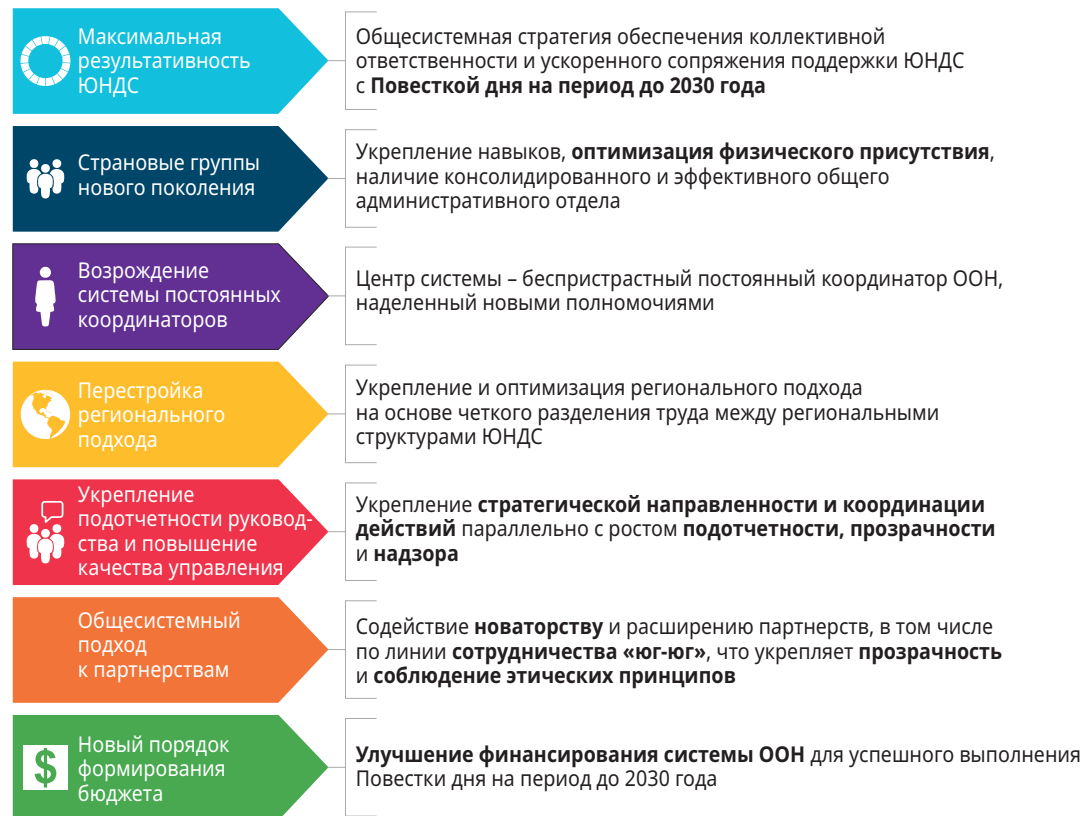 Максимальная
результативность
ЮНДС
Общесистемная стратегия обеспечения коллективной
ответственности и ускоренного сопряжения поддержки ЮНДС
с Повесткой дня на период до 2030 года
Страновые группы
нового поколения
Укрепление навыков, оптимизация физического присутствия,
наличие консолидированного и эффективного общего
административного отдела
Возрождение
системы постоянных
координаторов
Центр системы – беспристрастный постоянный координатор ООН,
наделенный новыми полномочиями
Перестройка
регионального
подхода
Укрепление и оптимизация регионального подхода
на основе четкого разделения труда между региональными
структурами ЮНДС
Укрепление
подотчетности руковод-
ства и повышение
качества управления
Укрепление стратегической направленности и координации
действий параллельно с ростом подотчетности, прозрачности
и надзора
Общесистемный
подход
к партнерствам
Содействие новаторству и расширению партнерств, в том числе
по линии сотрудничества «юг-юг», что укрепляет прозрачность
и соблюдение этических принципов
$
Новый порядок
формирования
бюджета
Улучшение финансирования системы ООН для успешного выполнения
Повестки дня на период до 2030 года